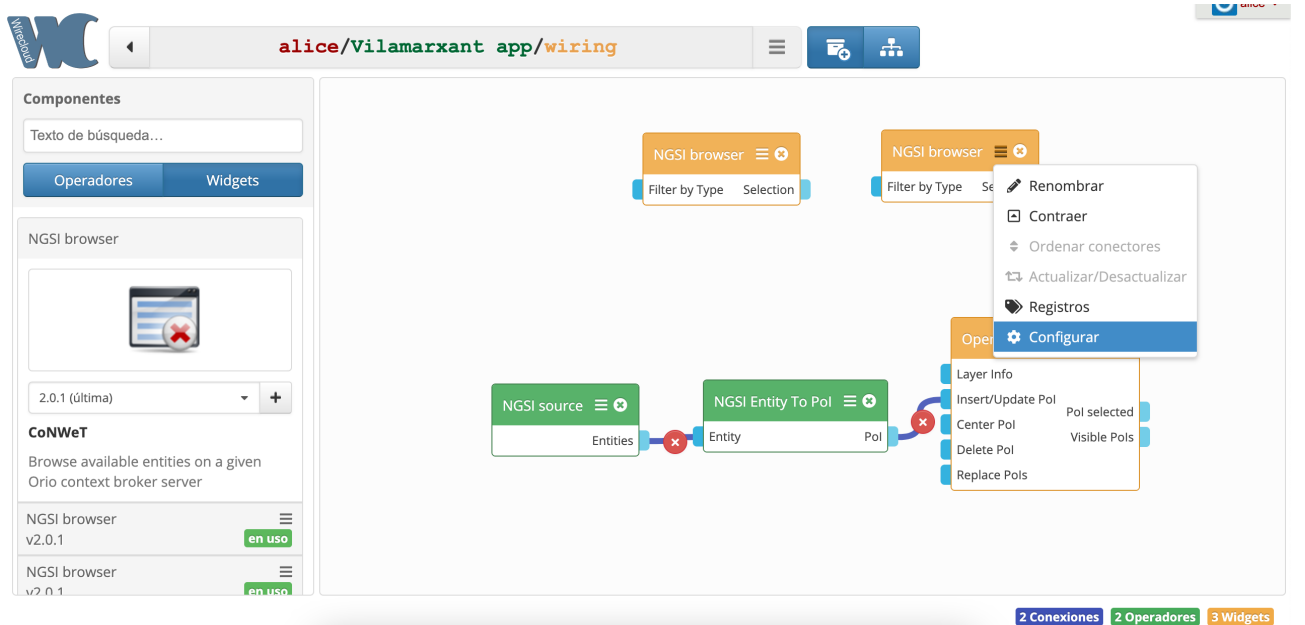 alice
Wirecloud
alice/Vilamarxant app/wiring
Componentes
Texto de búsqueda...
Operadores Widgets
NGSI browser
2.0.1 (última)
CoNWeT
Browse available entities on a given
Orio context broker server
NGSI browser
v2.0.1
en uso
NGSI browser
v2.0.1
en uso
NGSI browser
Filter by Type Selection
NGSI browser
Filter by Type Se
Renombrar
Contraer
Ordenar conectores
Actualizar/Desactualizar
Registros
Configurar
NGSI source
Entities
NGSI Entity To PoI
Entity PoI
Oper
Layer Info
Insert/Update PoI
Center PoI
Delete PoI
Replace PoIs
PoI selected
Visible PoIs
2 Conexiones 2 Operadores 3 Widgets